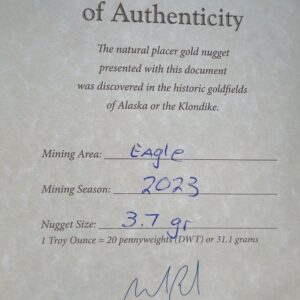 of Authenticity
The natural placer gold nugget
presented with this document
was discovered in the historic goldfields
of Alaska or the Klondike.
Mining Area: Eagle
Mining Season: 2023
Nugget Size: 3.7 gr
1 Troy Ounce = 20 pennyweights (DWT) or 31.1 grams